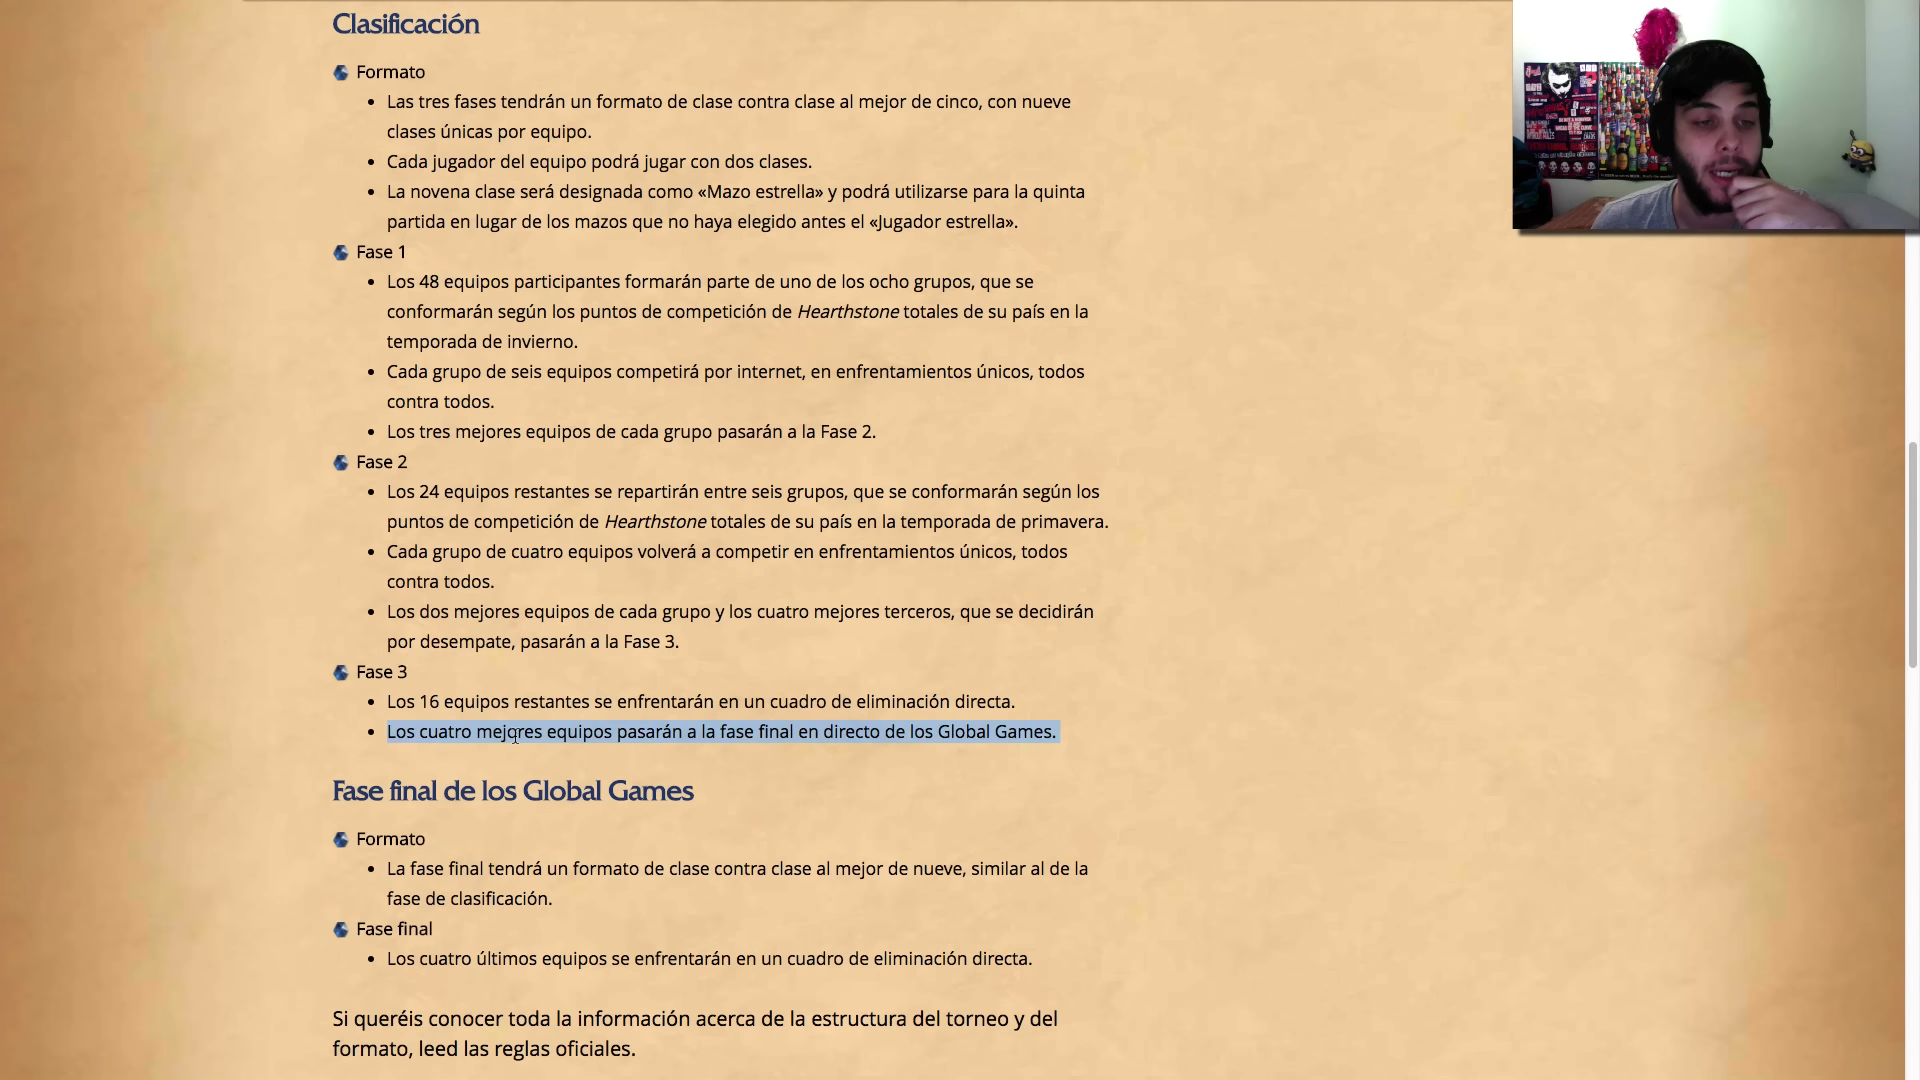 Clasificación
Formato
Las tres fases tendrán un formato de clase contra clase al mejor de cinco, con nueve
clases únicas por equipo.
Cada jugador del equipo podrá jugar con dos clases.
La novena clase será designada como «Mazo estrella» y podrá utilizarse para la quinta
partida en lugar de los mazos que no haya elegido antes el «Jugador estrella».
Fase 1
Los 48 equipos participantes formarán parte de uno de los ocho grupos, que se
conformarán según los puntos de competición de Hearthstone totales de su país en la
temporada de invierno.
Cada grupo de seis equipos competirá por internet, en enfrentamientos únicos, todos
contra todos.
Los tres mejores equipos de cada grupo pasarán a la Fase 2.
Fase 2
Los 24 equipos restantes se repartirán entre seis grupos, que se conformarán según los
puntos de competición de Hearthstone totales de su país en la temporada de primavera.
Cada grupo de cuatro equipos volverá a competir en enfrentamientos únicos, todos
contra todos.
Los dos mejores equipos de cada grupo y los cuatro mejores terceros, que se decidirán
por desempate, pasarán a la Fase 3.
Fase 3
Los 16 equipos restantes se enfrentarán en un cuadro de eliminación directa.
Los cuatro mejores equipos pasarán a la fase final en directo de los Global Games.
Fase final de los Global Games
Formato
La fase final tendrá un formato de clase contra clase al mejor de nueve, similar al de la
fase de clasificación.
Fase final
Los cuatro últimos equipos se enfrentarán en un cuadro de eliminación directa.
Si queréis conocer toda la información acerca de la estructura del torneo y del
formato, leed las reglas oficiales.